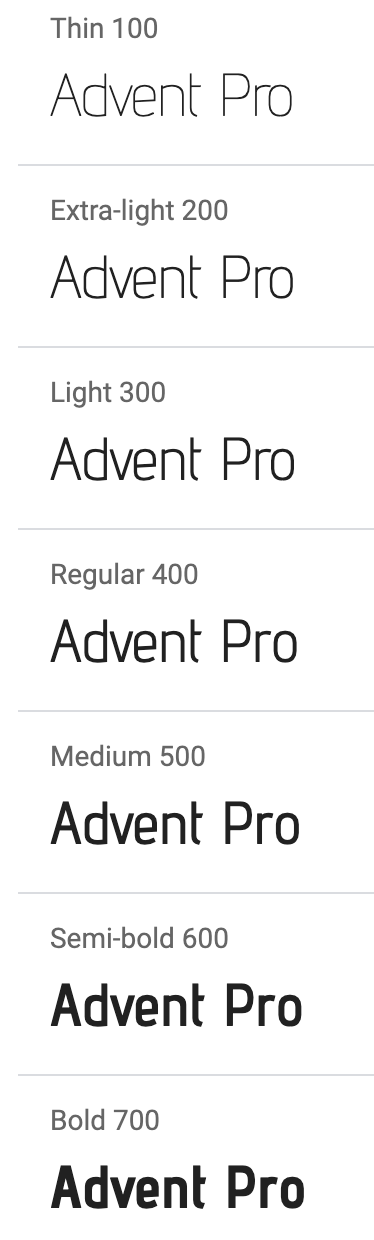 Thin 100
Advent Pro
Extra-light 200
Advent Pro
Light 300
Advent Pro
Regular 400
Advent Pro
Medium 500
Advent Pro
Semi-bold 600
Advent Pro
Bold 700
Advent Pro